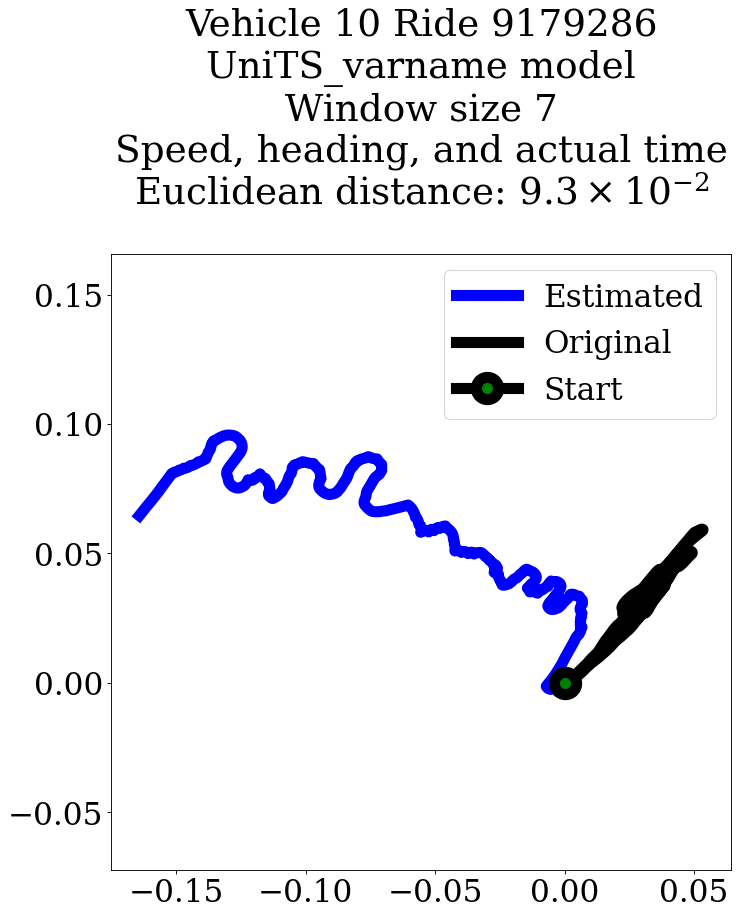 Vehicle 10 Ride 9179286
UniTS_varname model
Window size 7
Speed, heading, and actual time
Euclidean distance: 9.3 × 10⁻²
Estimated
Original
Start
0.15
0.10
0.05
0.00
−0.05
−0.15 −0.10 −0.05 0.00 0.05